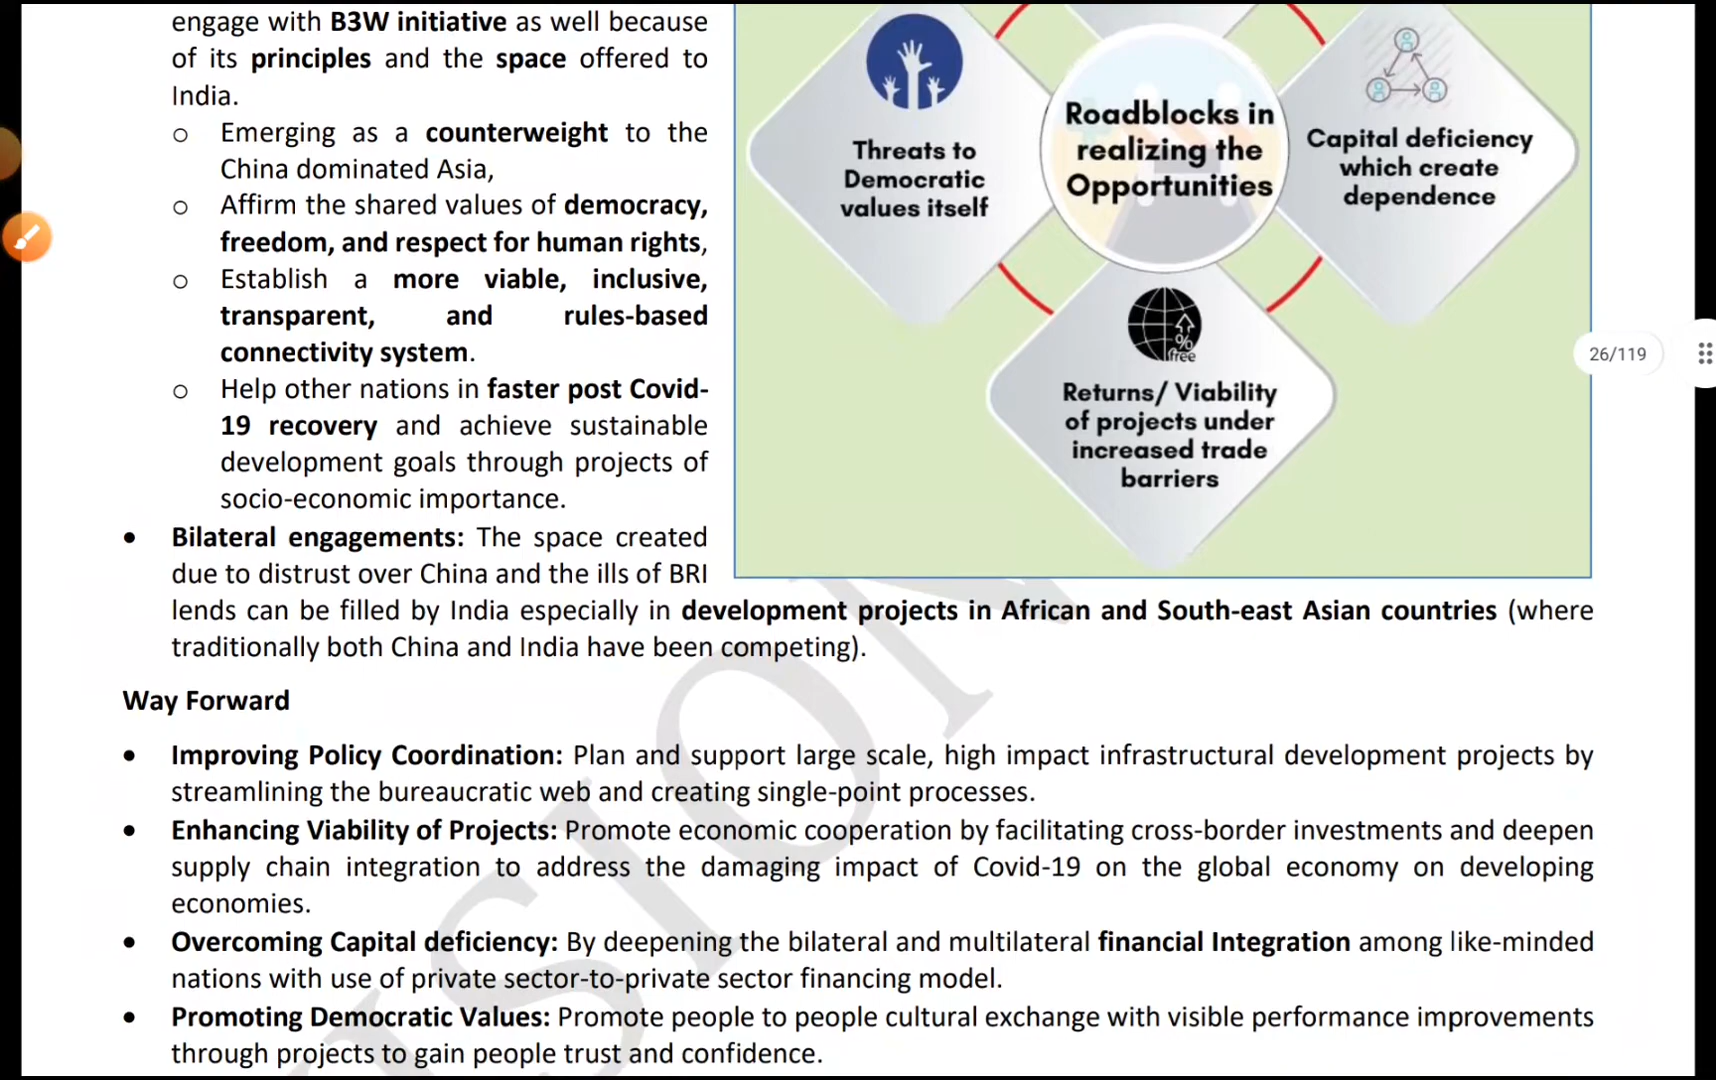 engage with B3W initiative as well because
of its principles and the space offered to
India.
o Emerging as a counterweight to the
China dominated Asia,
o Affirm the shared values of democracy,
freedom, and respect for human rights,
o Establish a more viable, inclusive,
transparent, and rules-based
connectivity system.
o Help other nations in faster post Covid-
19 recovery and achieve sustainable
development goals through projects of
socio-economic importance.
• Bilateral engagements: The space created
due to distrust over China and the ills of BRI
lends can be filled by India especially in development projects in African and South-east Asian countries (where
traditionally both China and India have been competing).
Threats to
Democratic
values itself
Roadblocks in
realizing the
Opportunities
Capital deficiency
which create
dependence
%
free
Returns/ Viability
of projects under
increased trade
barriers
26/119
Way Forward
• Improving Policy Coordination: Plan and support large scale, high impact infrastructural development projects by
streamlining the bureaucratic web and creating single-point processes.
• Enhancing Viability of Projects: Promote economic cooperation by facilitating cross-border investments and deepen
supply chain integration to address the damaging impact of Covid-19 on the global economy on developing
economies.
• Overcoming Capital deficiency: By deepening the bilateral and multilateral financial Integration among like-minded
nations with use of private sector-to-private sector financing model.
• Promoting Democratic Values: Promote people to people cultural exchange with visible performance improvements
through projects to gain people trust and confidence.
ISION